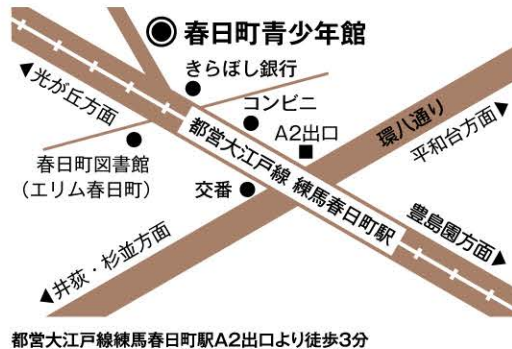 春日町青少年館
きらぼし銀行
光が丘方面
コンビニ
A2出口
環八通り
平和台方面
春日町図書館
(エリム春日町)
都営大江戸線 練馬春日町駅
交番
豊島園方面
井荻・杉並方面
都営大江戸線練馬春日町駅A2出口より徒歩3分